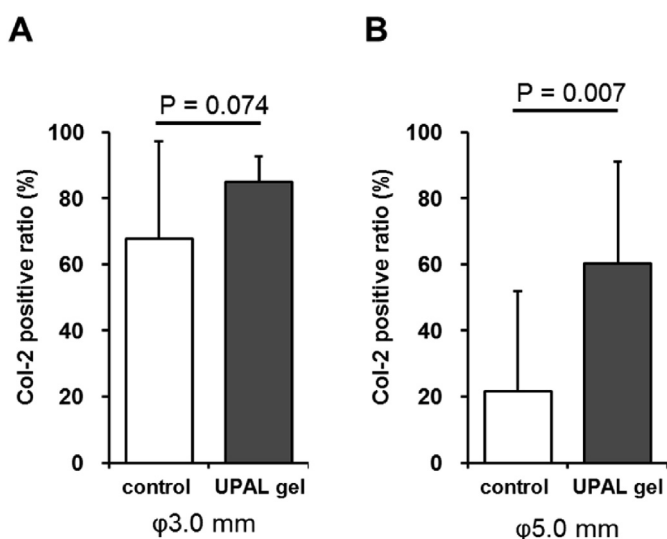 A
P = 0.074
Col-2 positive ratio (%)
100
80
60
40
20
0
control UPAL gel
φ3.0 mm
B
P = 0.007
Col-2 positive ratio (%)
100
80
60
40
20
0
control UPAL gel
φ5.0 mm